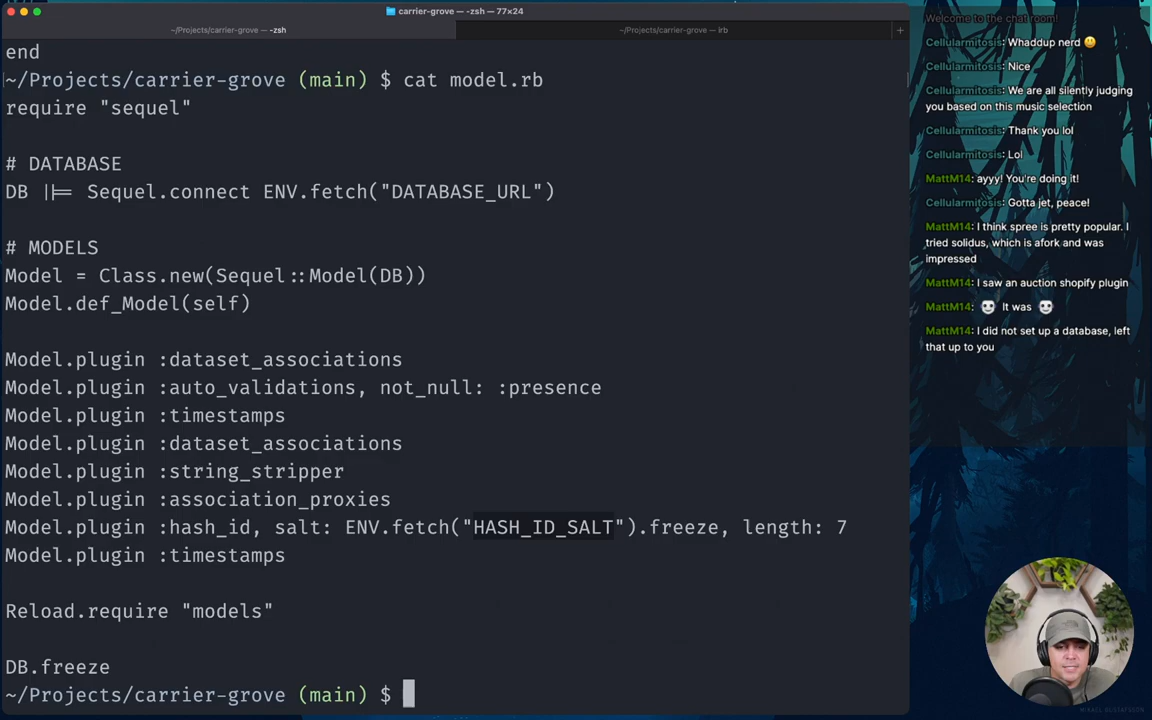 carrier-grove — -zsh — 77×24
~/Projects/carrier-grove — -zsh
~/Projects/carrier-grove — irb
+
end
~/Projects/carrier-grove (main) $ cat model.rb
require "sequel"
# DATABASE
DB ||= Sequel.connect ENV.fetch("DATABASE_URL")
# MODELS
Model = Class.new(Sequel::Model(DB))
Model.def_Model(self)
Model.plugin :dataset_associations
Model.plugin :auto_validations, not_null: :presence
Model.plugin :timestamps
Model.plugin :dataset_associations
Model.plugin :string_stripper
Model.plugin :association_proxies
Model.plugin :hash_id, salt: ENV.fetch("HASH_ID_SALT").freeze, length: 7
Model.plugin :timestamps
Reload.require "models"
DB.freeze
~/Projects/carrier-grove (main) $
Welcome to the chat room!
Cellularmitosis: Whaddup nerd 😃
Cellularmitosis: Nice
Cellularmitosis: We are all silently judging
you based on this music selection
Cellularmitosis: Thank you lol
Cellularmitosis: Lol
MattM14: ayyy! You're doing it!
Cellularmitosis: Gotta jet, peace!
MattM14: I think spree is pretty popular. I
tried solidus, which is afork and was
impressed
MattM14: I saw an auction shopify plugin
MattM14: It was
MattM14: I did not set up a database, left
that up to you
MIKAEL GUSTAFSSON